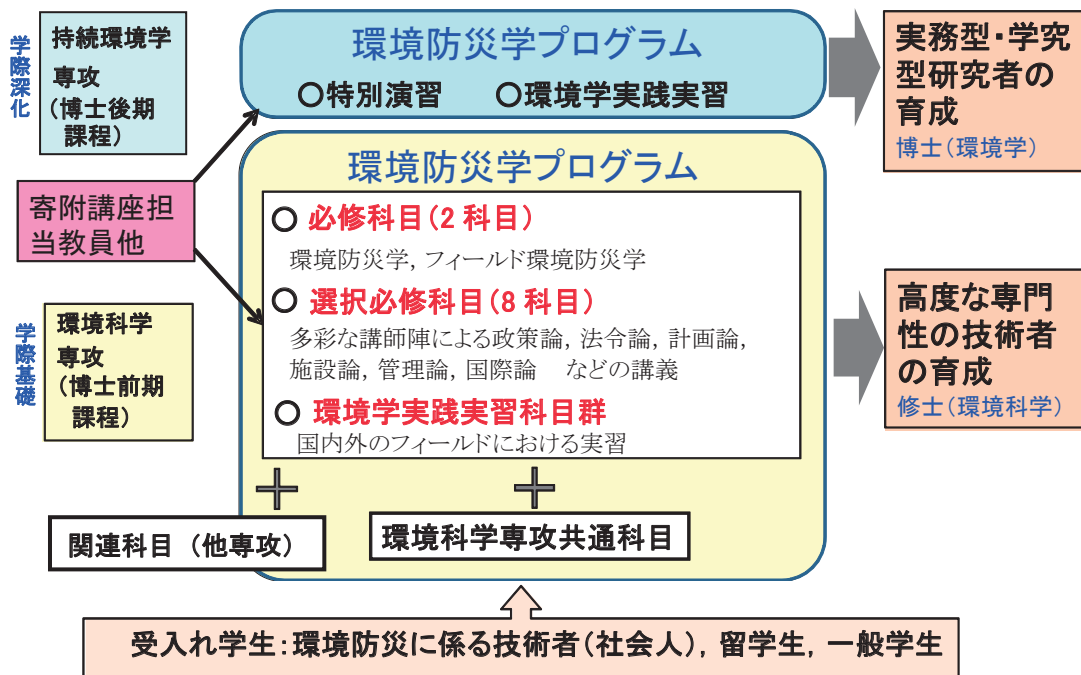 学際深化
持続環境学
専攻
(博士後期
課程)
環境防災学プログラム
○特別演習 ○環境学実践実習
実務型・学究
型研究者の
育成
博士(環境学)
寄附講座担
当教員他
環境防災学プログラム
○ 必修科目(2 科目)
環境防災学, フィールド環境防災学
○ 選択必修科目(8 科目)
多彩な講師陣による政策論, 法令論, 計画論,
施設論, 管理論, 国際論 などの講義
○ 環境学実践実習科目群
国内外のフィールドにおける実習
学際基礎
環境科学
専攻
(博士前期
課程)
高度な専門
性の技術者
の育成
修士(環境科学)
+ +
関連科目 (他専攻)
環境科学専攻共通科目
受入れ学生:環境防災に係る技術者(社会人), 留学生, 一般学生